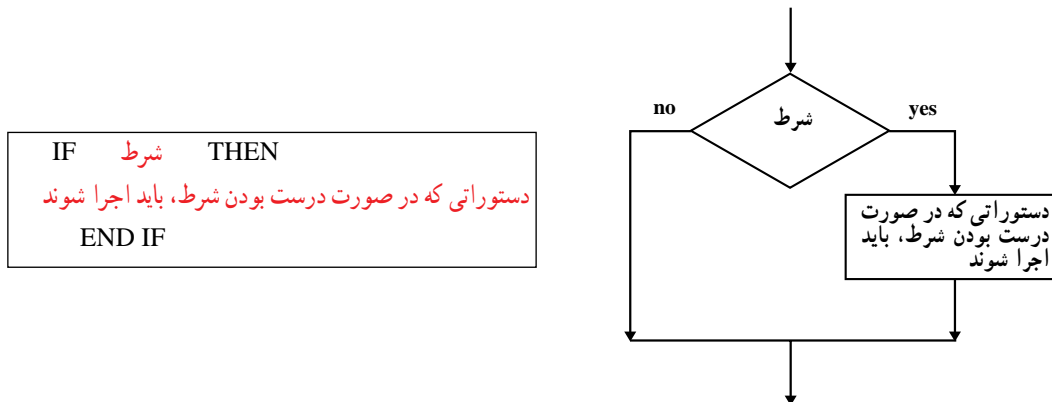 IF شرط THEN
دستوراتی که در صورت درست بودن شرط، باید اجرا شوند
END IF
شرط
no
yes
دستوراتی که در صورت
درست بودن شرط، باید
اجرا شوند